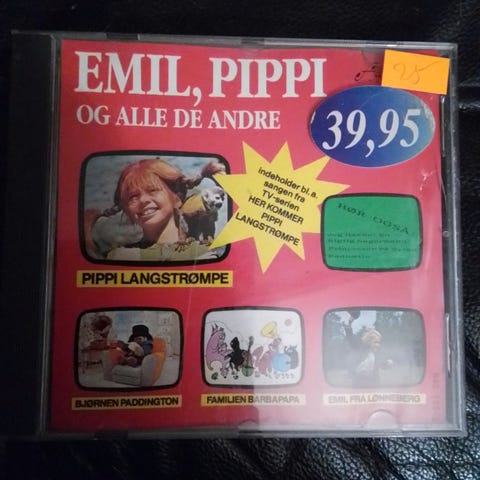 EMIL, PIPPI
OG ALLE DE ANDRE
25
39,95
Indeholder bl. a.
sangen fra
TV-serien
HER KOMMER
PIPPI
LANGSTRØMPE
HØR OGSÅ
PIPPI LANGSTRØMPE
BJØRNEN PADDINGTON
FAMILIEN BARBAPAPA
EMIL FRA LØNNEBERG